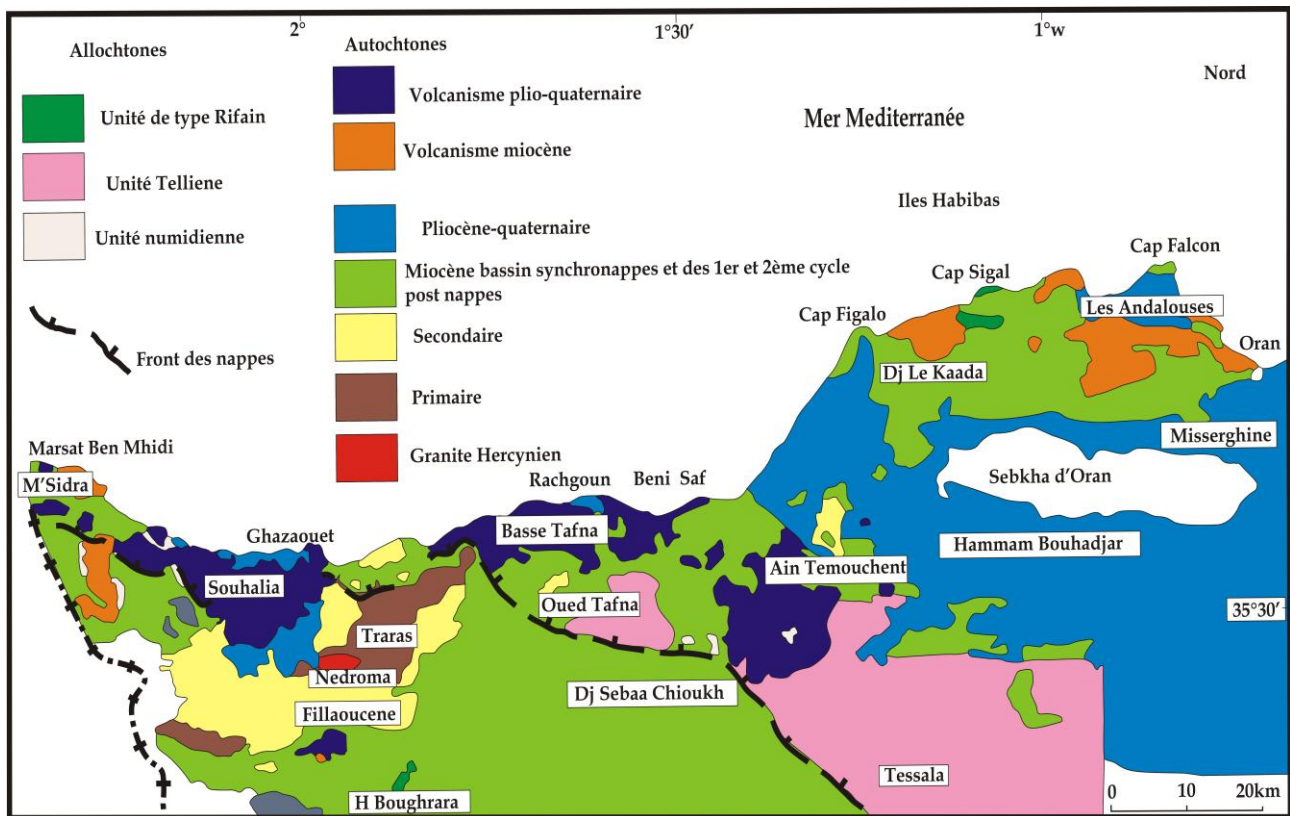 2°
1°30'
1°w
Allochtones
Autochtones
Nord
Unité de type Rifain
Unité Telliene
Unité numidienne
Front des nappes
Volcanisme plio-quaternaire
Volcanisme miocène
Pliocène-quaternaire
Miocène bassin synchronappes et des 1er et 2ème cycle
post nappes
Secondaire
Primaire
Granite Hercynien
Mer Mediterranée
Iles Habibas
Cap Falcon
Cap Sigal
Cap Figalo
Les Andalouses
Oran
Dj Le Kaada
Misserghine
Sebkha d'Oran
Marsat Ben Mhidi
M'Sidra
Rachgoun
Beni Saf
Ghazaouet
Basse Tafna
Hammam Bouhadjar
Ain Temouchent
Souhalia
Oued Tafna
35°30'
Traras
Nedroma
Dj Sebaa Chioukh
Fillaoucene
Tessala
H Boughrara
0 10 20km